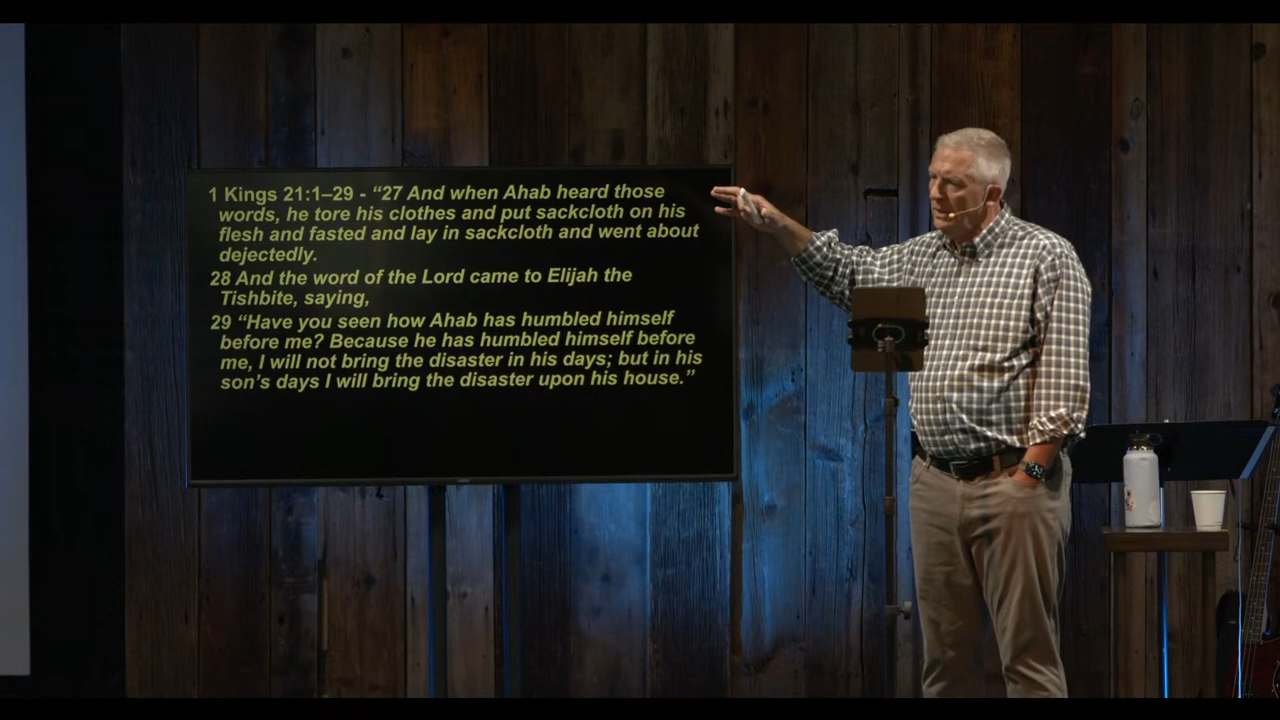 1 Kings 21:1–29 - “27 And when Ahab heard those
words, he tore his clothes and put sackcloth on his
flesh and fasted and lay in sackcloth and went about
dejectedly.
28 And the word of the Lord came to Elijah the
Tishbite, saying,
29 “Have you seen how Ahab has humbled himself
before me? Because he has humbled himself before
me, I will not bring the disaster in his days; but in his
son’s days I will bring the disaster upon his house.”